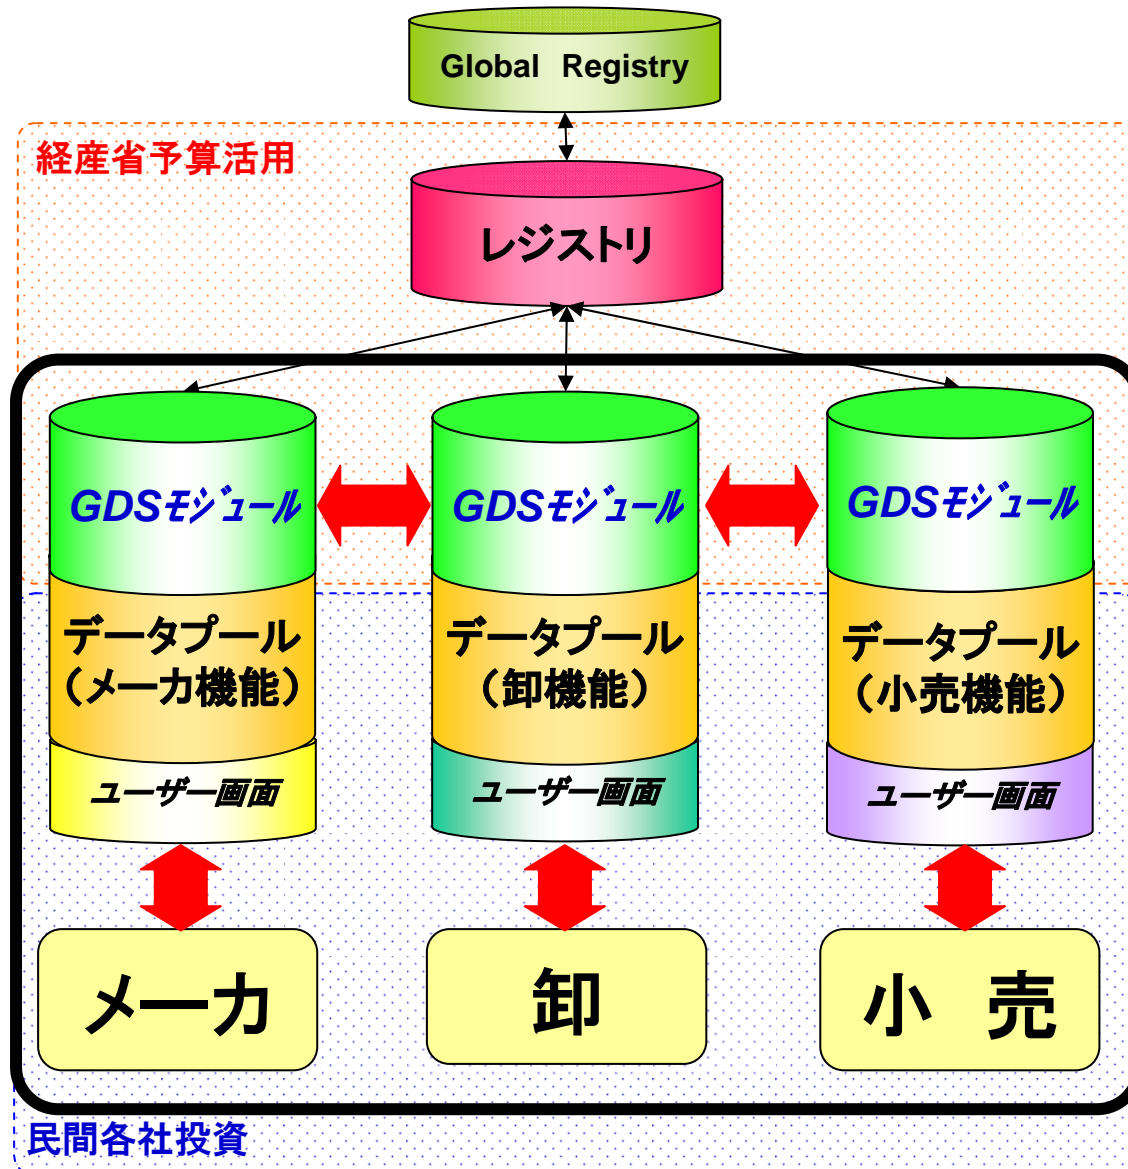 Global Registry
経産省予算活用
レジストリ
GDSﾓｼﾞｭｰﾙ
GDSﾓｼﾞｭｰﾙ
GDSﾓｼﾞｭｰﾙ
データプール
（メーカ機能）
データプール
（卸機能）
データプール
（小売機能）
ユーザー画面
ユーザー画面
ユーザー画面
メーカ
卸
小　売
民間各社投資